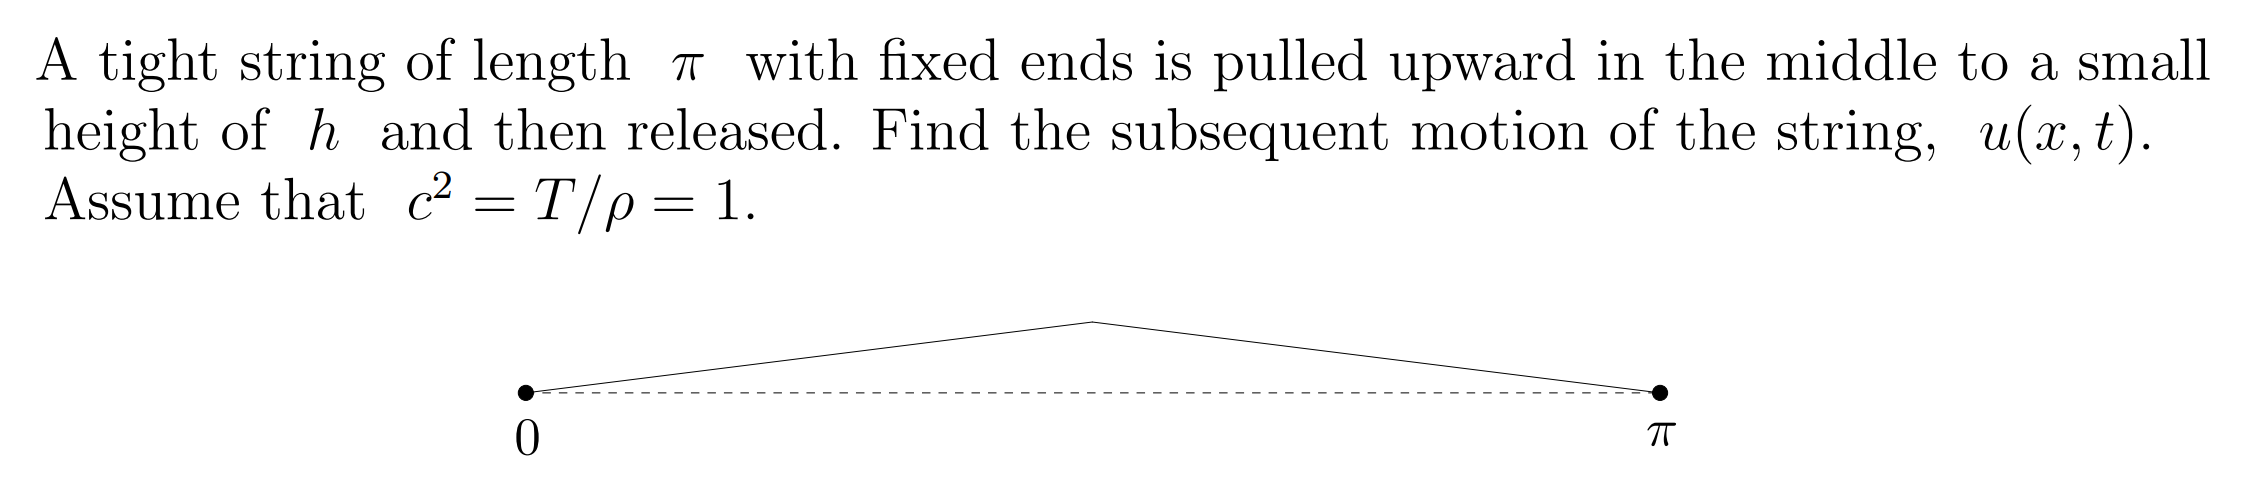 A tight string of length π with fixed ends is pulled upward in the middle to a small
height of h and then released. Find the subsequent motion of the string, u(x, t).
Assume that c² = T/ρ = 1.
0
π